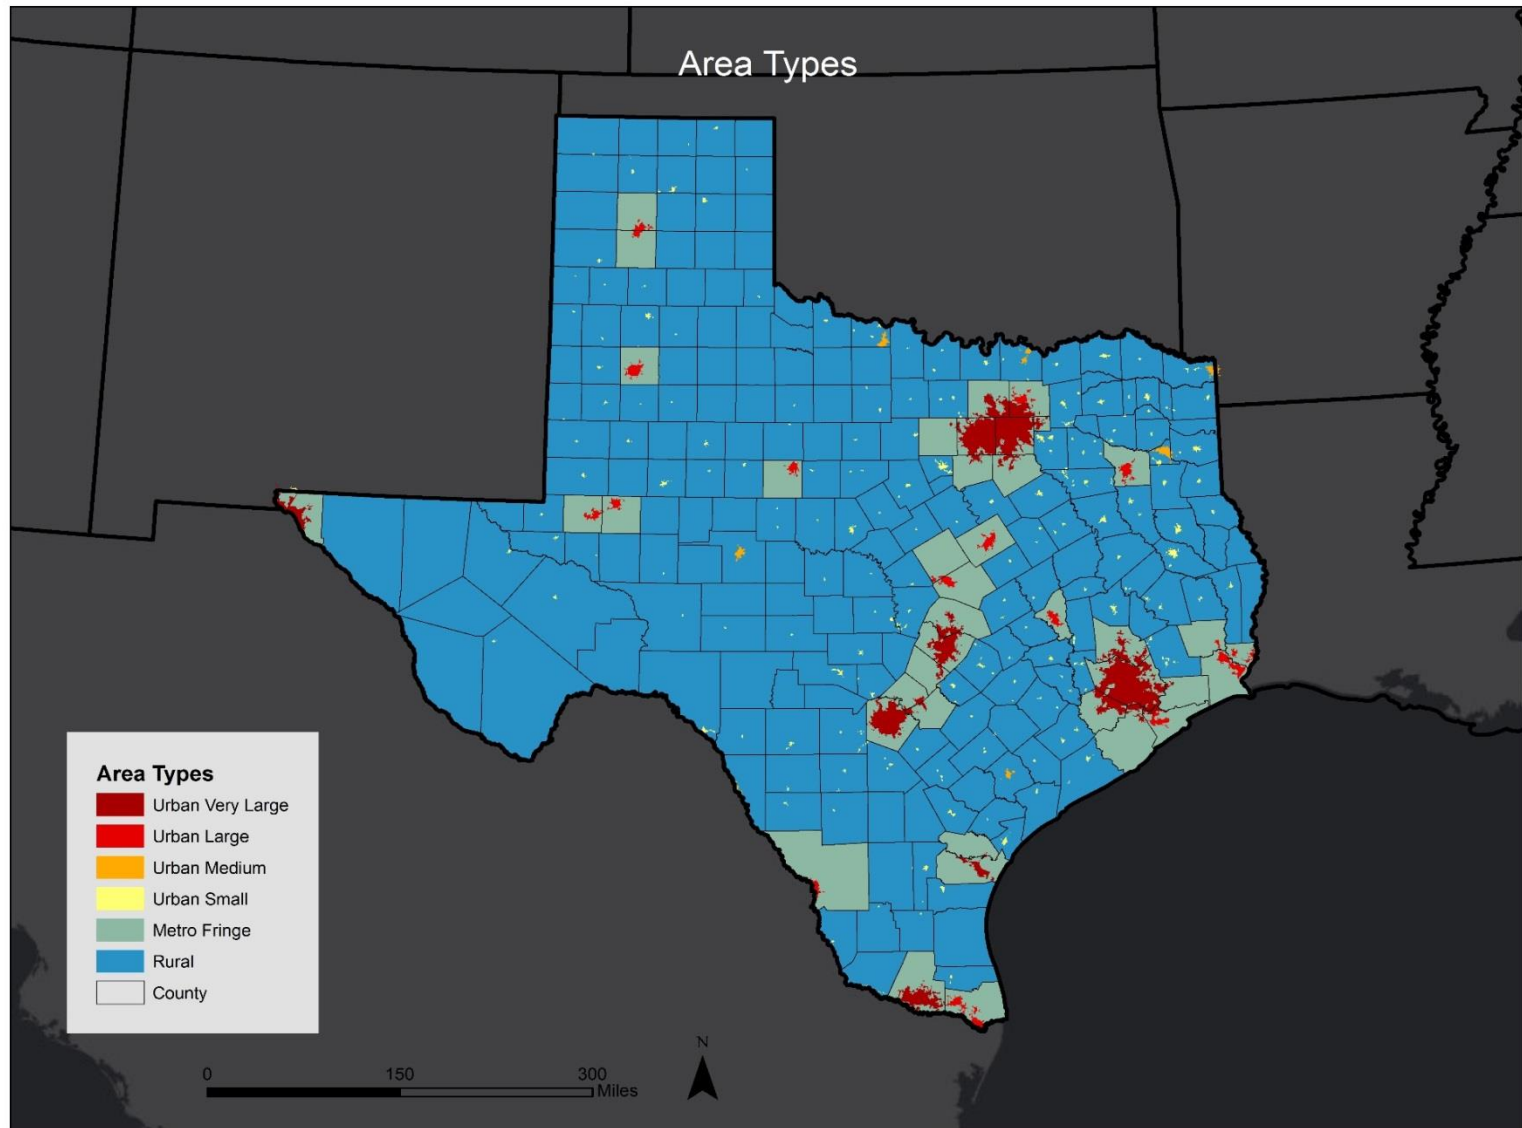 Area Types
Area Types
Urban Very Large
Urban Large
Urban Medium
Urban Small
Metro Fringe
Rural
County
N
0 150 300
Miles